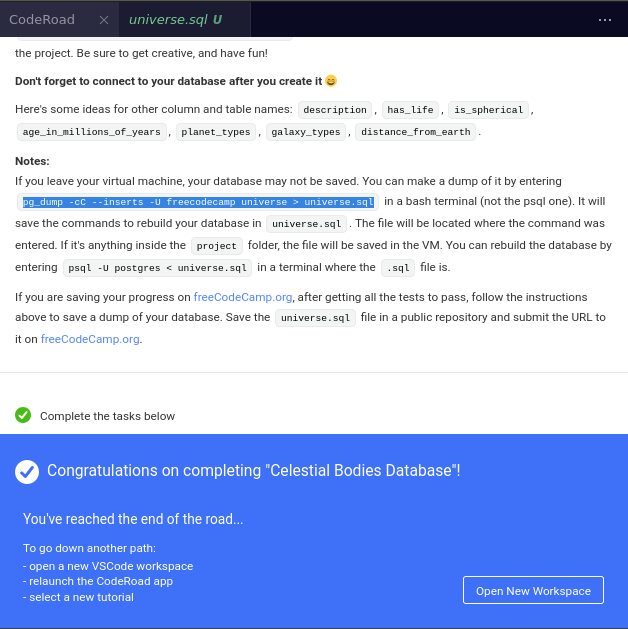 CodeRoad × universe.sql U ...
the project. Be sure to get creative, and have fun!
Don't forget to connect to your database after you create it 😄
Here's some ideas for other column and table names: description , has_life , is_spherical ,
age_in_millions_of_years , planet_types , galaxy_types , distance_from_earth .
Notes:
If you leave your virtual machine, your database may not be saved. You can make a dump of it by entering
pg_dump -cC --inserts -U freecodecamp universe > universe.sql in a bash terminal (not the psql one). It will
save the commands to rebuild your database in universe.sql . The file will be located where the command was
entered. If it's anything inside the project folder, the file will be saved in the VM. You can rebuild the database by
entering psql -U postgres < universe.sql in a terminal where the .sql file is.
If you are saving your progress on freeCodeCamp.org, after getting all the tests to pass, follow the instructions
above to save a dump of your database. Save the universe.sql file in a public repository and submit the URL to
it on freeCodeCamp.org.
Complete the tasks below
Congratulations on completing "Celestial Bodies Database"!
You've reached the end of the road...
To go down another path:
- open a new VSCode workspace
- relaunch the CodeRoad app
- select a new tutorial
Open New Workspace